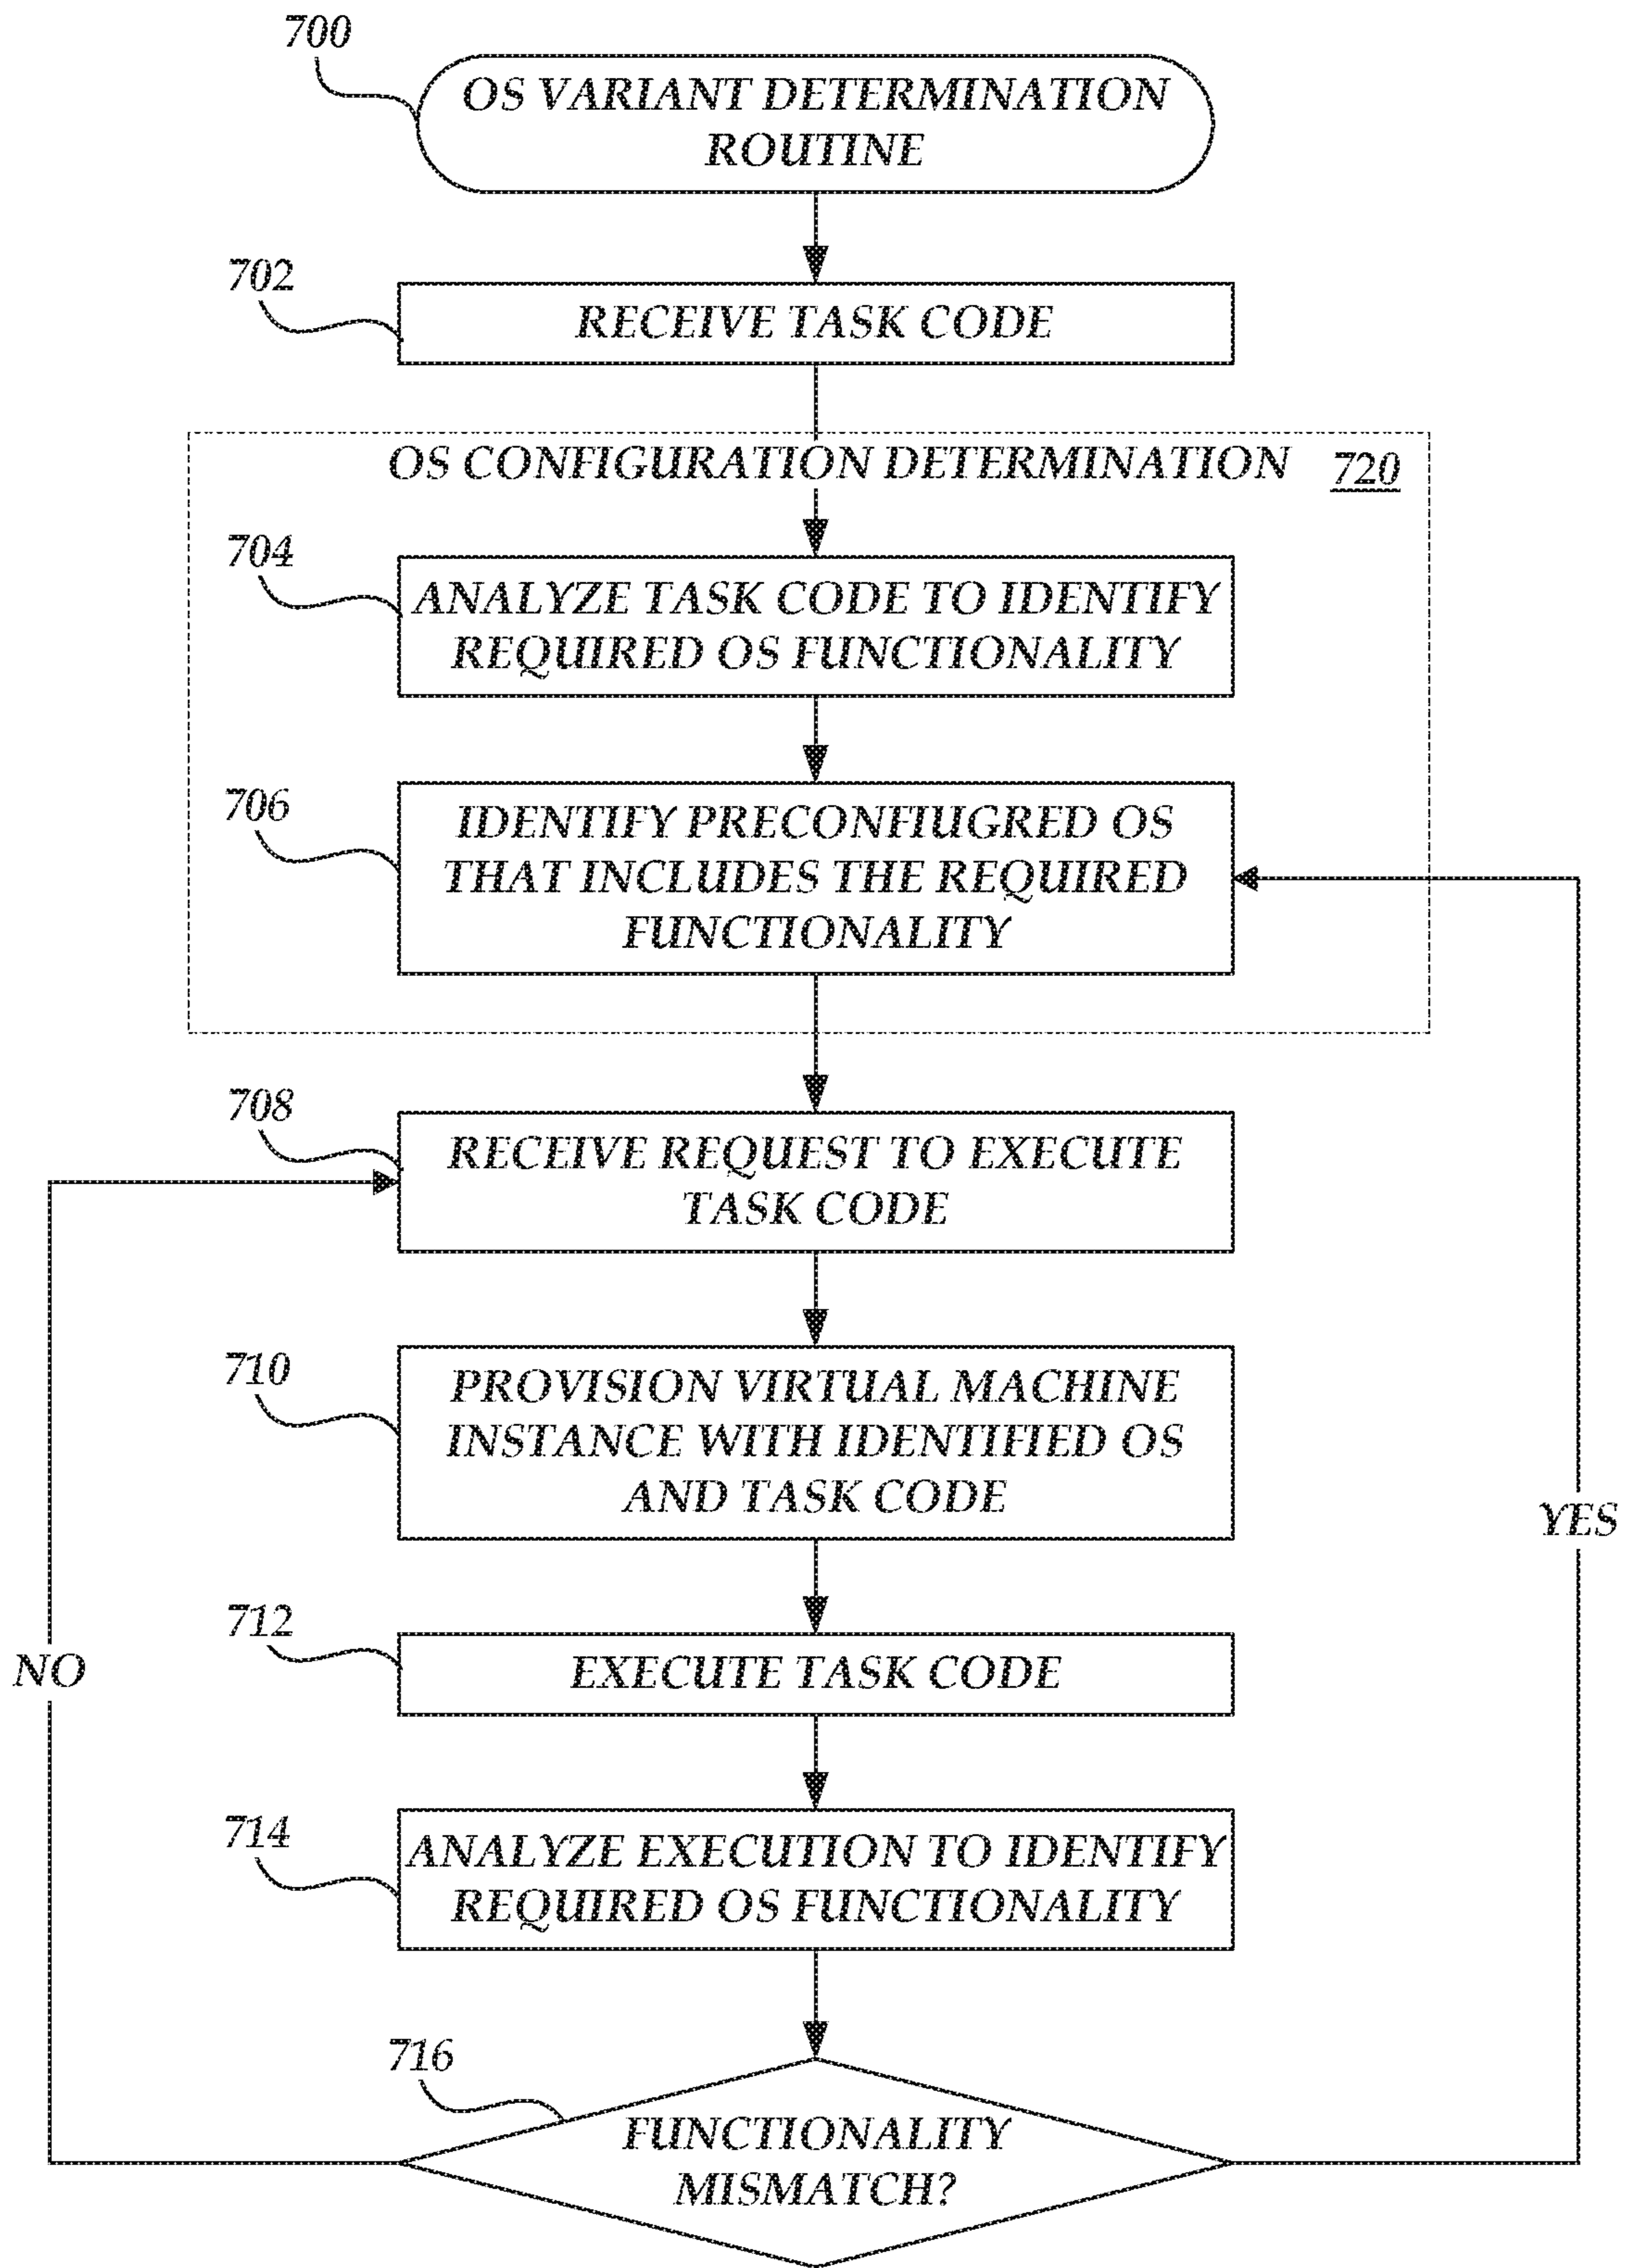 700
OS VARIANT DETERMINATION
ROUTINE
702
RECEIVE TASK CODE
OS CONFIGURATION DETERMINATION 720
704
ANALYZE TASK CODE TO IDENTIFY
REQUIRED OS FUNCTIONALITY
706
IDENTIFY PRECONFIUGRED OS
THAT INCLUDES THE REQUIRED
FUNCTIONALITY
708
RECEIVE REQUEST TO EXECUTE
TASK CODE
710
PROVISION VIRTUAL MACHINE
INSTANCE WITH IDENTIFIED OS
AND TASK CODE
YES
712
NO
EXECUTE TASK CODE
714
ANALYZE EXECUTION TO IDENTIFY
REQUIRED OS FUNCTIONALITY
716
FUNCTIONALITY
MISMATCH?